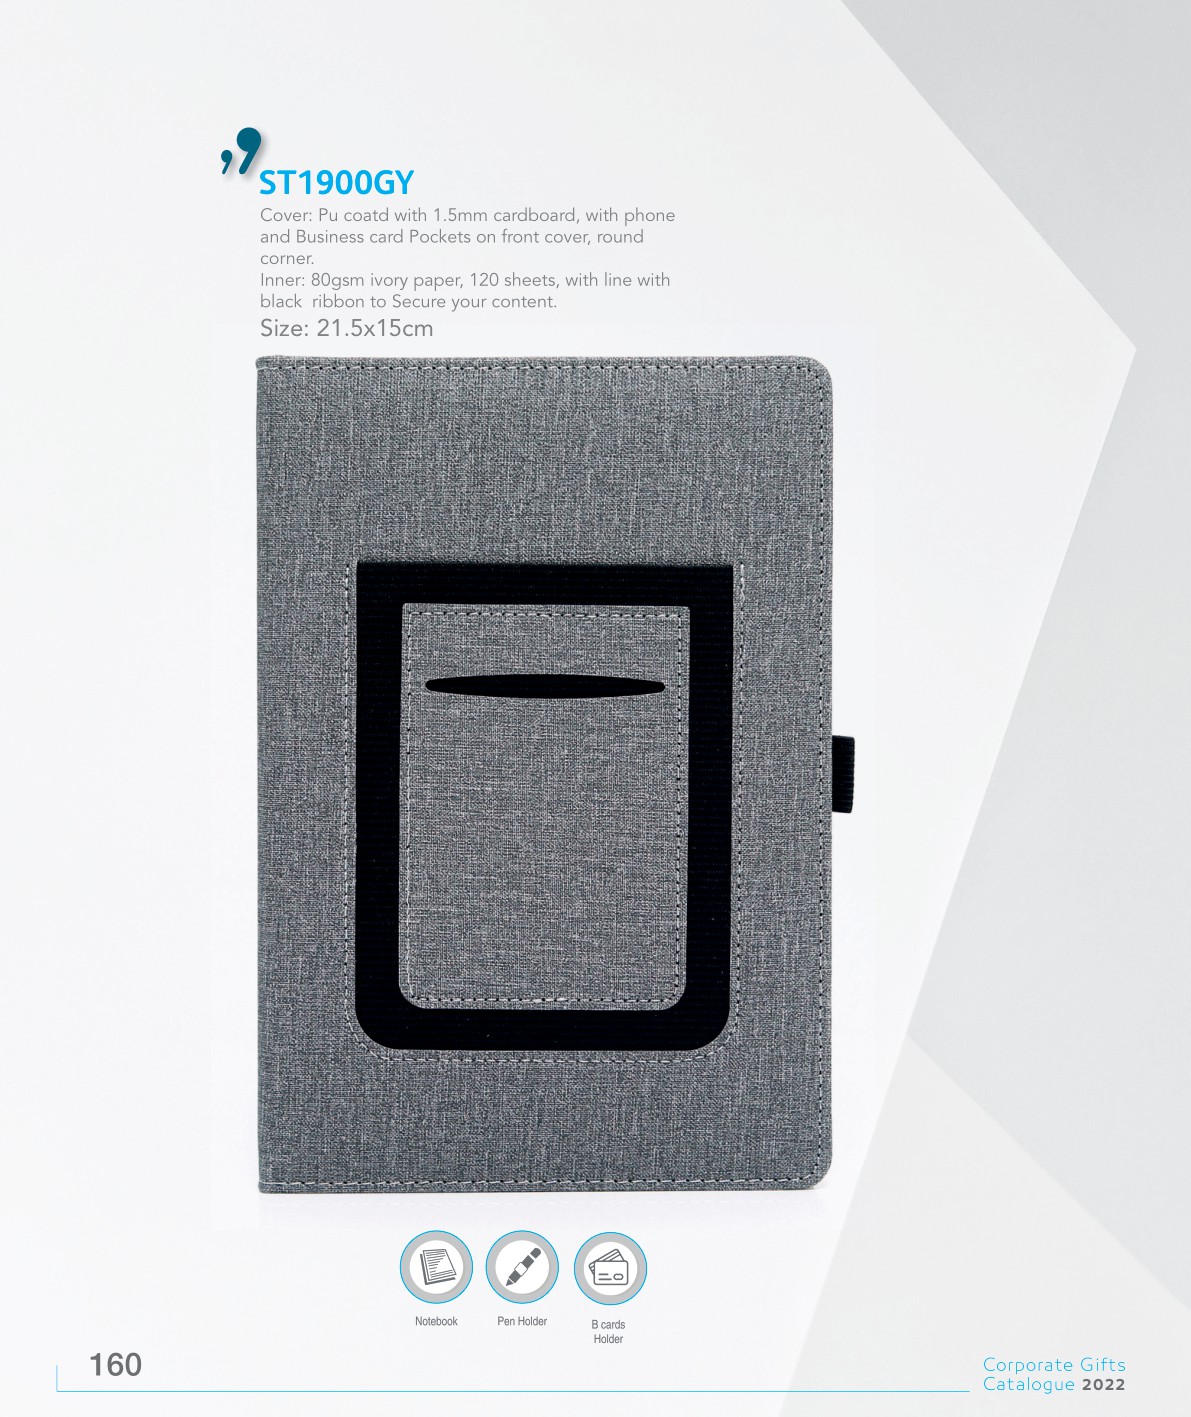 ST1900GY
Cover: Pu coatd with 1.5mm cardboard, with phone
and Business card Pockets on front cover, round
corner.
Inner: 80gsm ivory paper, 120 sheets, with line with
black  ribbon to Secure your content.
Size: 21.5x15cm
Notebook
Pen Holder
B cards
Holder
160
Corporate Gifts
Catalogue 2022